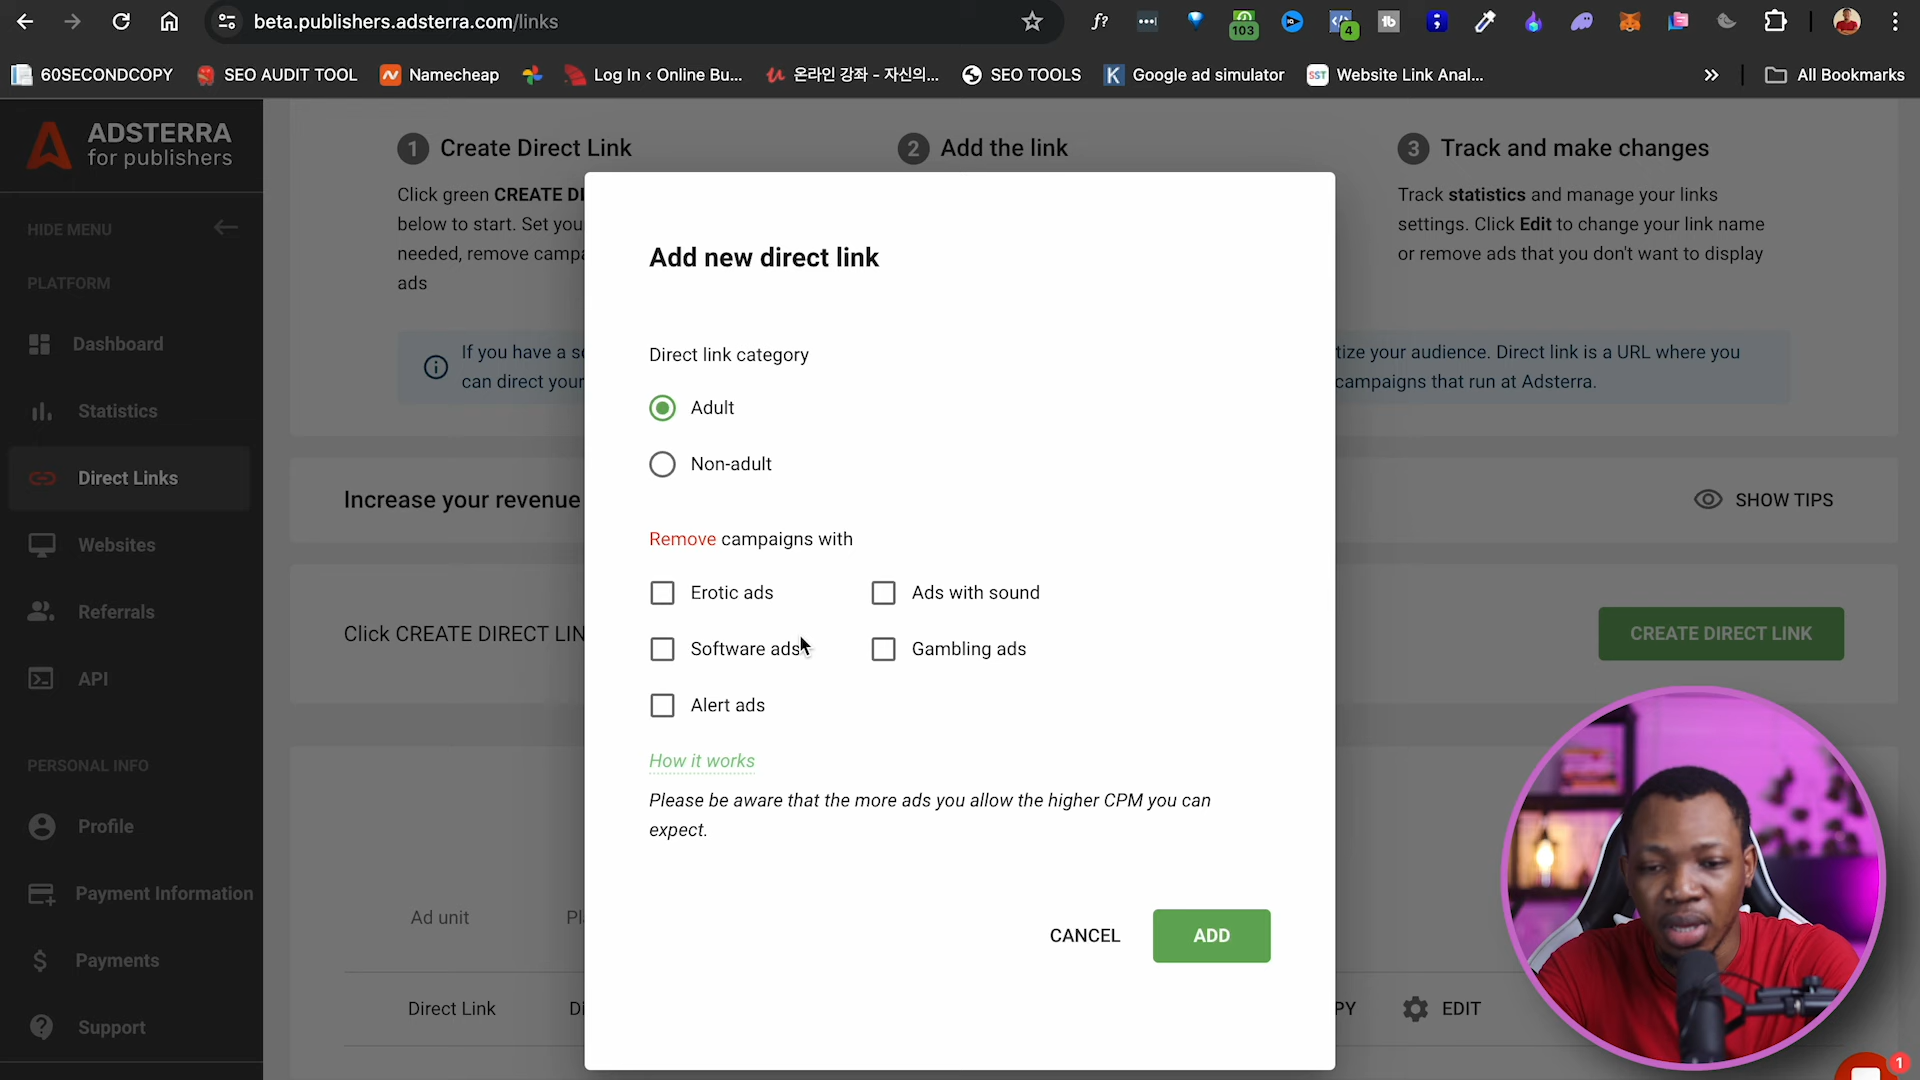 beta.publishers.adsterra.com/links
f?
103
4
tb
60SECONDCOPY
SEO AUDIT TOOL
Namecheap
Log In ‹ Online Bu...
온라인 강좌 - 자신의...
SEO TOOLS
K
Google ad simulator
SST
Website Link Anal...
»
All Bookmarks
ADSTERRA
for publishers
HIDE MENU
PLATFORM
Dashboard
Statistics
Direct Links
Websites
Referrals
API
PERSONAL INFO
Profile
Payment Information
Payments
Support
1 Create Direct Link
Click green CREATE DI
below to start. Set you
needed, remove campa
ads
2 Add the link
3 Track and make changes
Track statistics and manage your links
settings. Click Edit to change your link name
or remove ads that you don't want to display
If you have a s
can direct your
tize your audience. Direct link is a URL where you
campaigns that run at Adsterra.
Increase your revenue
SHOW TIPS
Click CREATE DIRECT LIN
CREATE DIRECT LINK
Ad unit
Pl
Direct Link
Di
PY
EDIT
Add new direct link
Direct link category
Adult
Non-adult
Remove campaigns with
Erotic ads
Ads with sound
Software ads
Gambling ads
Alert ads
How it works
Please be aware that the more ads you allow the higher CPM you can
expect.
CANCEL
ADD
1